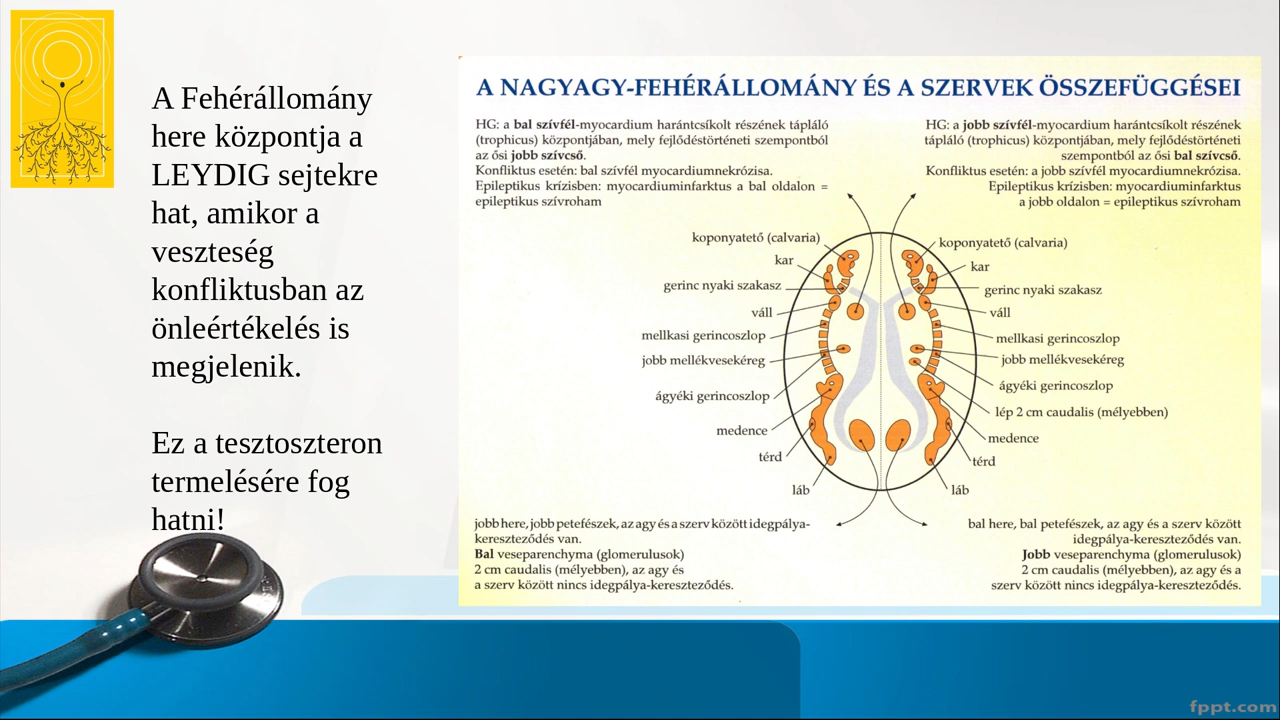 A Fehérállomány
here központja a
LEYDIG sejtekre
hat, amikor a
veszteség
konfliktusban az
önleértékelés is
megjelenik.
Ez a tesztoszteron
termelésére fog
hatni!
A NAGYAGY-FEHÉRÁLLOMÁNY ÉS A SZERVEK ÖSSZEFÜGGÉSEI
HG: a bal szívfél-myocardium harántcsíkolt részének tápláló
(trophicus) központjában, mely fejlődéstörténeti szempontból
az ősi jobb szívcső.
Konfliktus esetén: bal szívfél myocardiumnekrózisa.
Epileptikus krízisben: myocardiuminfarktus a bal oldalon =
epileptikus szívroham
HG: a jobb szívfél-myocardium harántcsíkolt részének
tápláló (trophicus) központjában, mely fejlődéstörténeti
szempontból az ősi bal szívcső.
Konfliktus esetén: a jobb szívfél myocardiumnekrózisa.
Epileptikus krízisben: myocardiuminfarktus
a jobb oldalon = epileptikus szívroham
koponyatető (calvaria)
kar
gerinc nyaki szakasz
váll
mellkasi gerincoszlop
jobb mellékvesekéreg
ágyéki gerincoszlop
medence
térd
láb
koponyatető (calvaria)
kar
gerinc nyaki szakasz
váll
mellkasi gerincoszlop
jobb mellékvesekéreg
ágyéki gerincoszlop
lép 2 cm caudalis (mélyebben)
medence
térd
láb
jobb here, jobb petefészek, az agy és a szerv között idegpálya-
kereszteződés van.
Bal veseparenchyma (glomerulusok)
2 cm caudalis (mélyebben), az agy és
a szerv között nincs idegpálya-kereszteződés.
bal here, bal petefészek, az agy és a szerv között
idegpálya-kereszteződés van.
Jobb veseparenchyma (glomerulusok)
2 cm caudalis (mélyebben), az agy és a
szerv között nincs idegpálya-kereszteződés.
fppt.com